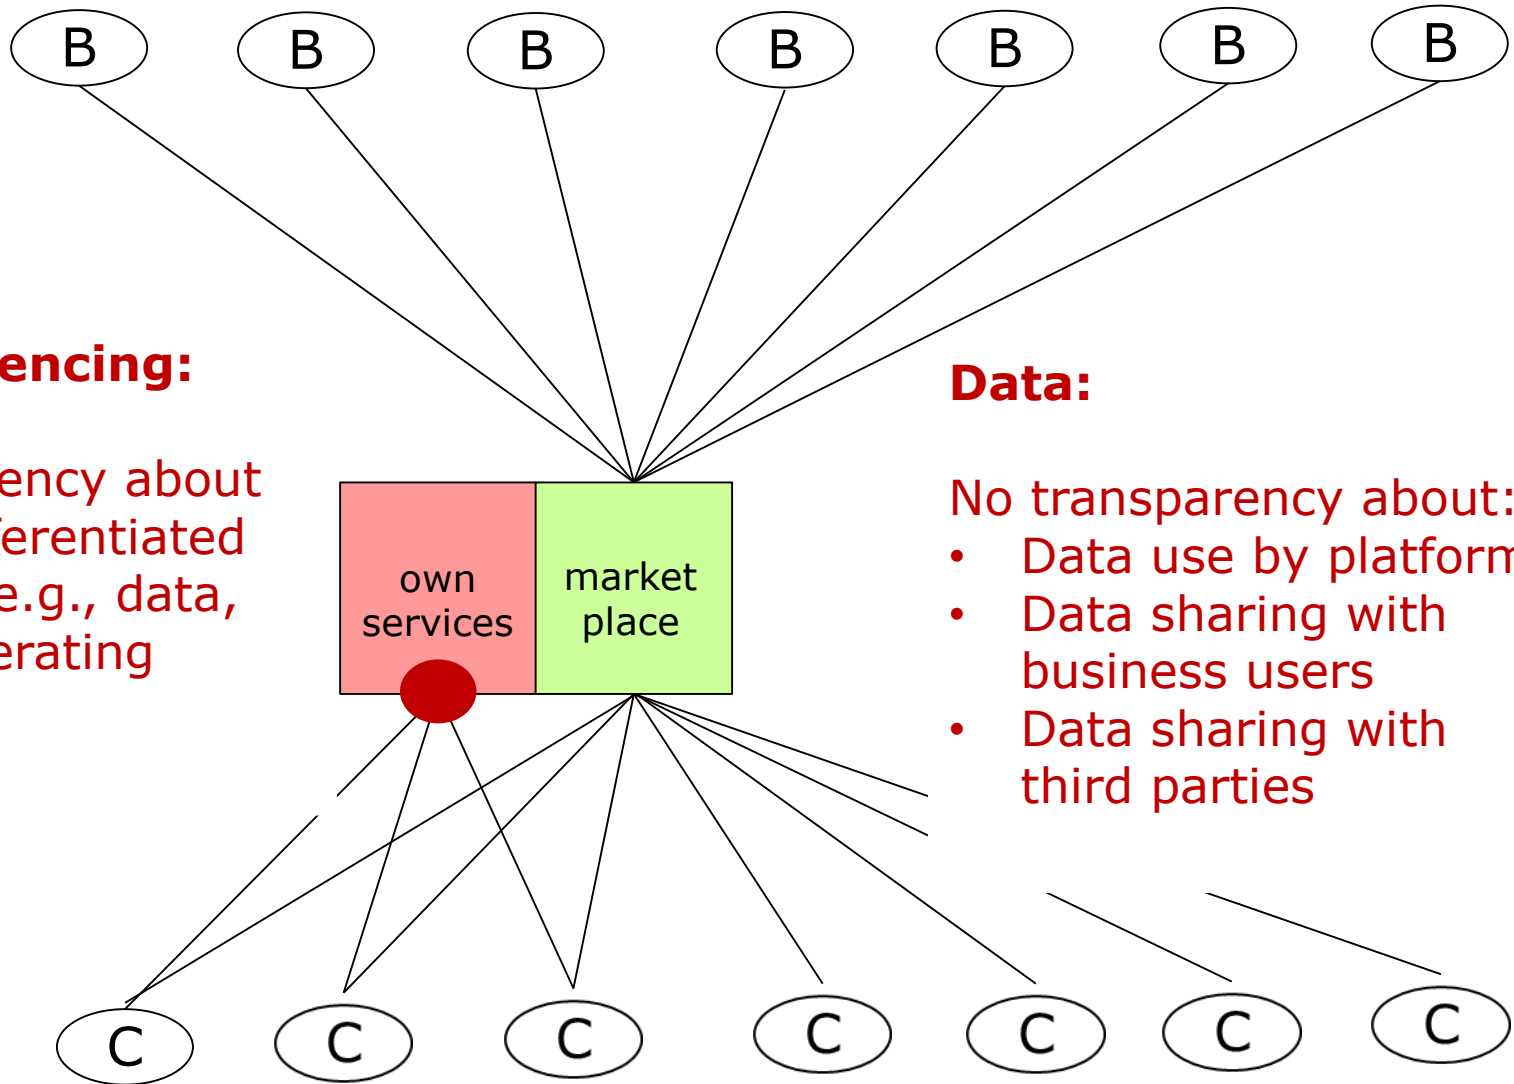 B B B B B B B
encing:
ency about
ferentiated
e.g., data,
erating
own
services
market
place
Data:
No transparency about:
• Data use by platform
• Data sharing with
business users
• Data sharing with
third parties
C C C C C C C